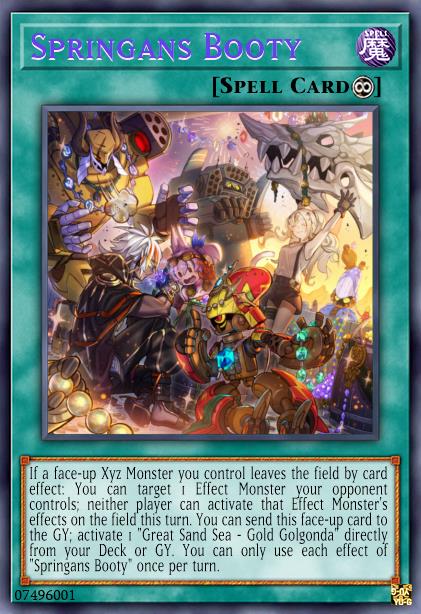 Springans Booty
SPELL
魔
[Spell Card]
If a face-up Xyz Monster you control leaves the field by card
effect: You can target 1 Effect Monster your opponent
controls; neither player can activate that Effect Monster's
effects on the field this turn. You can send this face-up card to
the GY; activate 1 "Great Sand Sea - Gold Golgonda" directly
from your Deck or GY. You can only use each effect of
"Springans Booty" once per turn.
07496001